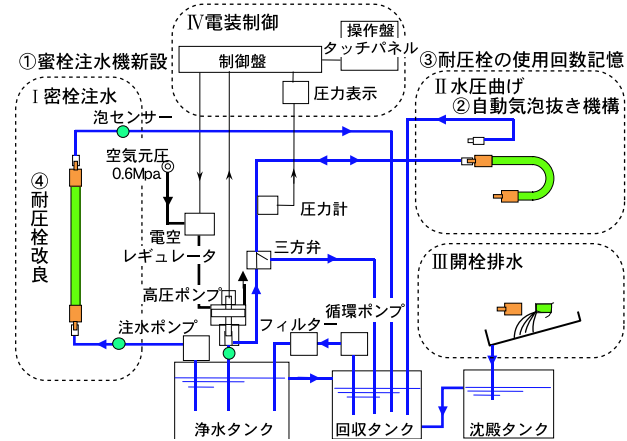 Ⅳ電装制御
操作盤
タッチパネル
制御盤
圧力表示
①蜜栓注水機新設
Ⅰ密栓注水
泡センサー
空気元圧
0.6Mpa
④耐圧栓改良
電空
レギュレータ
高圧ポンプ
注水ポンプ
圧力計
三方弁
フィルター
循環ポンプ
③耐圧栓の使用回数記憶
Ⅱ水圧曲げ
②自動気泡抜き機構
Ⅲ開栓排水
浄水タンク
回収タンク
沈殿タンク